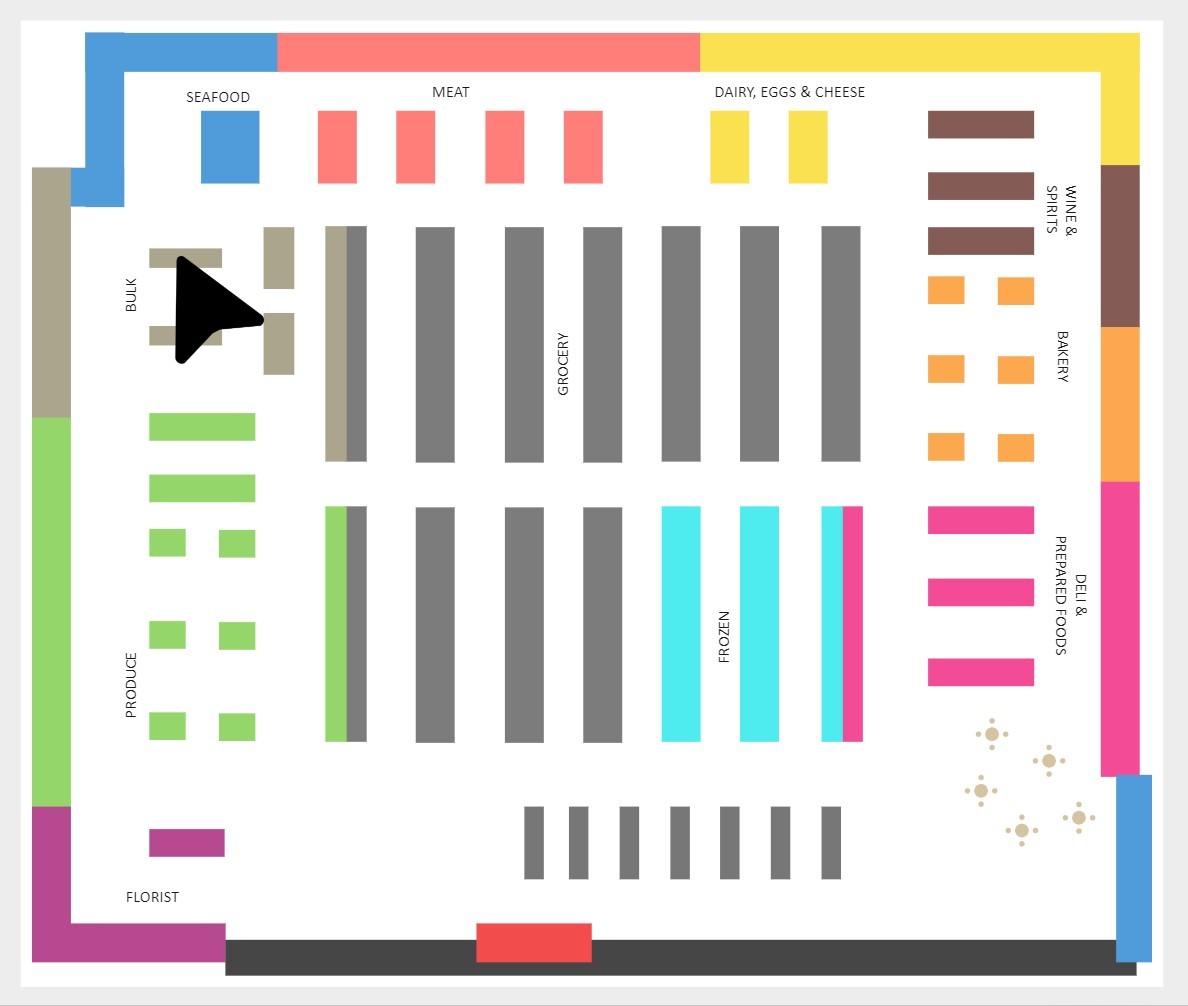 SEAFOOD
MEAT
DAIRY, EGGS & CHEESE
WINE &
SPIRITS
BULK
GROCERY
BAKERY
DELI &
PREPARED FOODS
FROZEN
PRODUCE
FLORIST